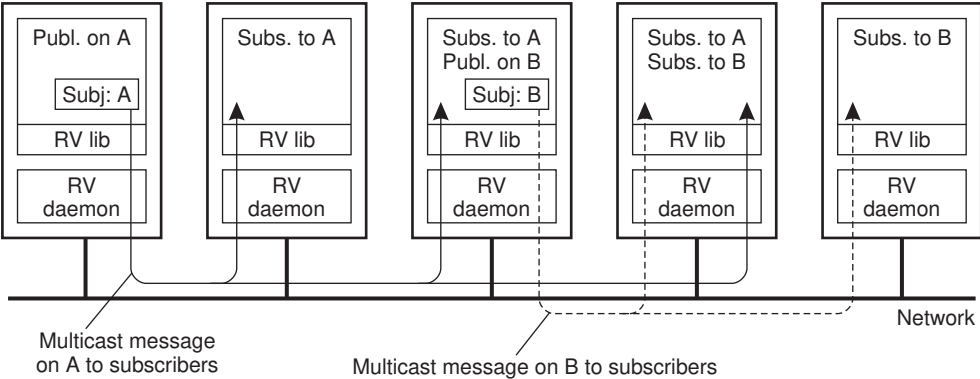 Publ. on A
Subj: A
RV lib
RV
daemon
Subs. to A
RV lib
RV
daemon
Subs. to A
Publ. on B
Subj: B
RV lib
RV
daemon
Subs. to A
Subs. to B
RV lib
RV
daemon
Subs. to B
RV lib
RV
daemon
Network
Multicast message
on A to subscribers
Multicast message on B to subscribers